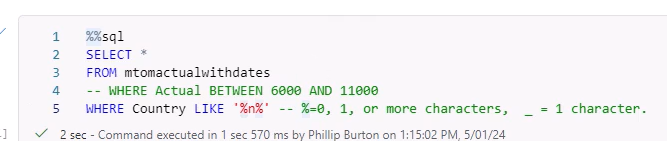 1 %%sql
2 SELECT *
3 FROM mtomactualwithdates
4 -- WHERE Actual BETWEEN 6000 AND 11000
5 WHERE Country LIKE '%n%' -- %=0, 1, or more characters, _ = 1 character.
2 sec - Command executed in 1 sec 570 ms by Phillip Burton on 1:15:02 PM, 5/01/24